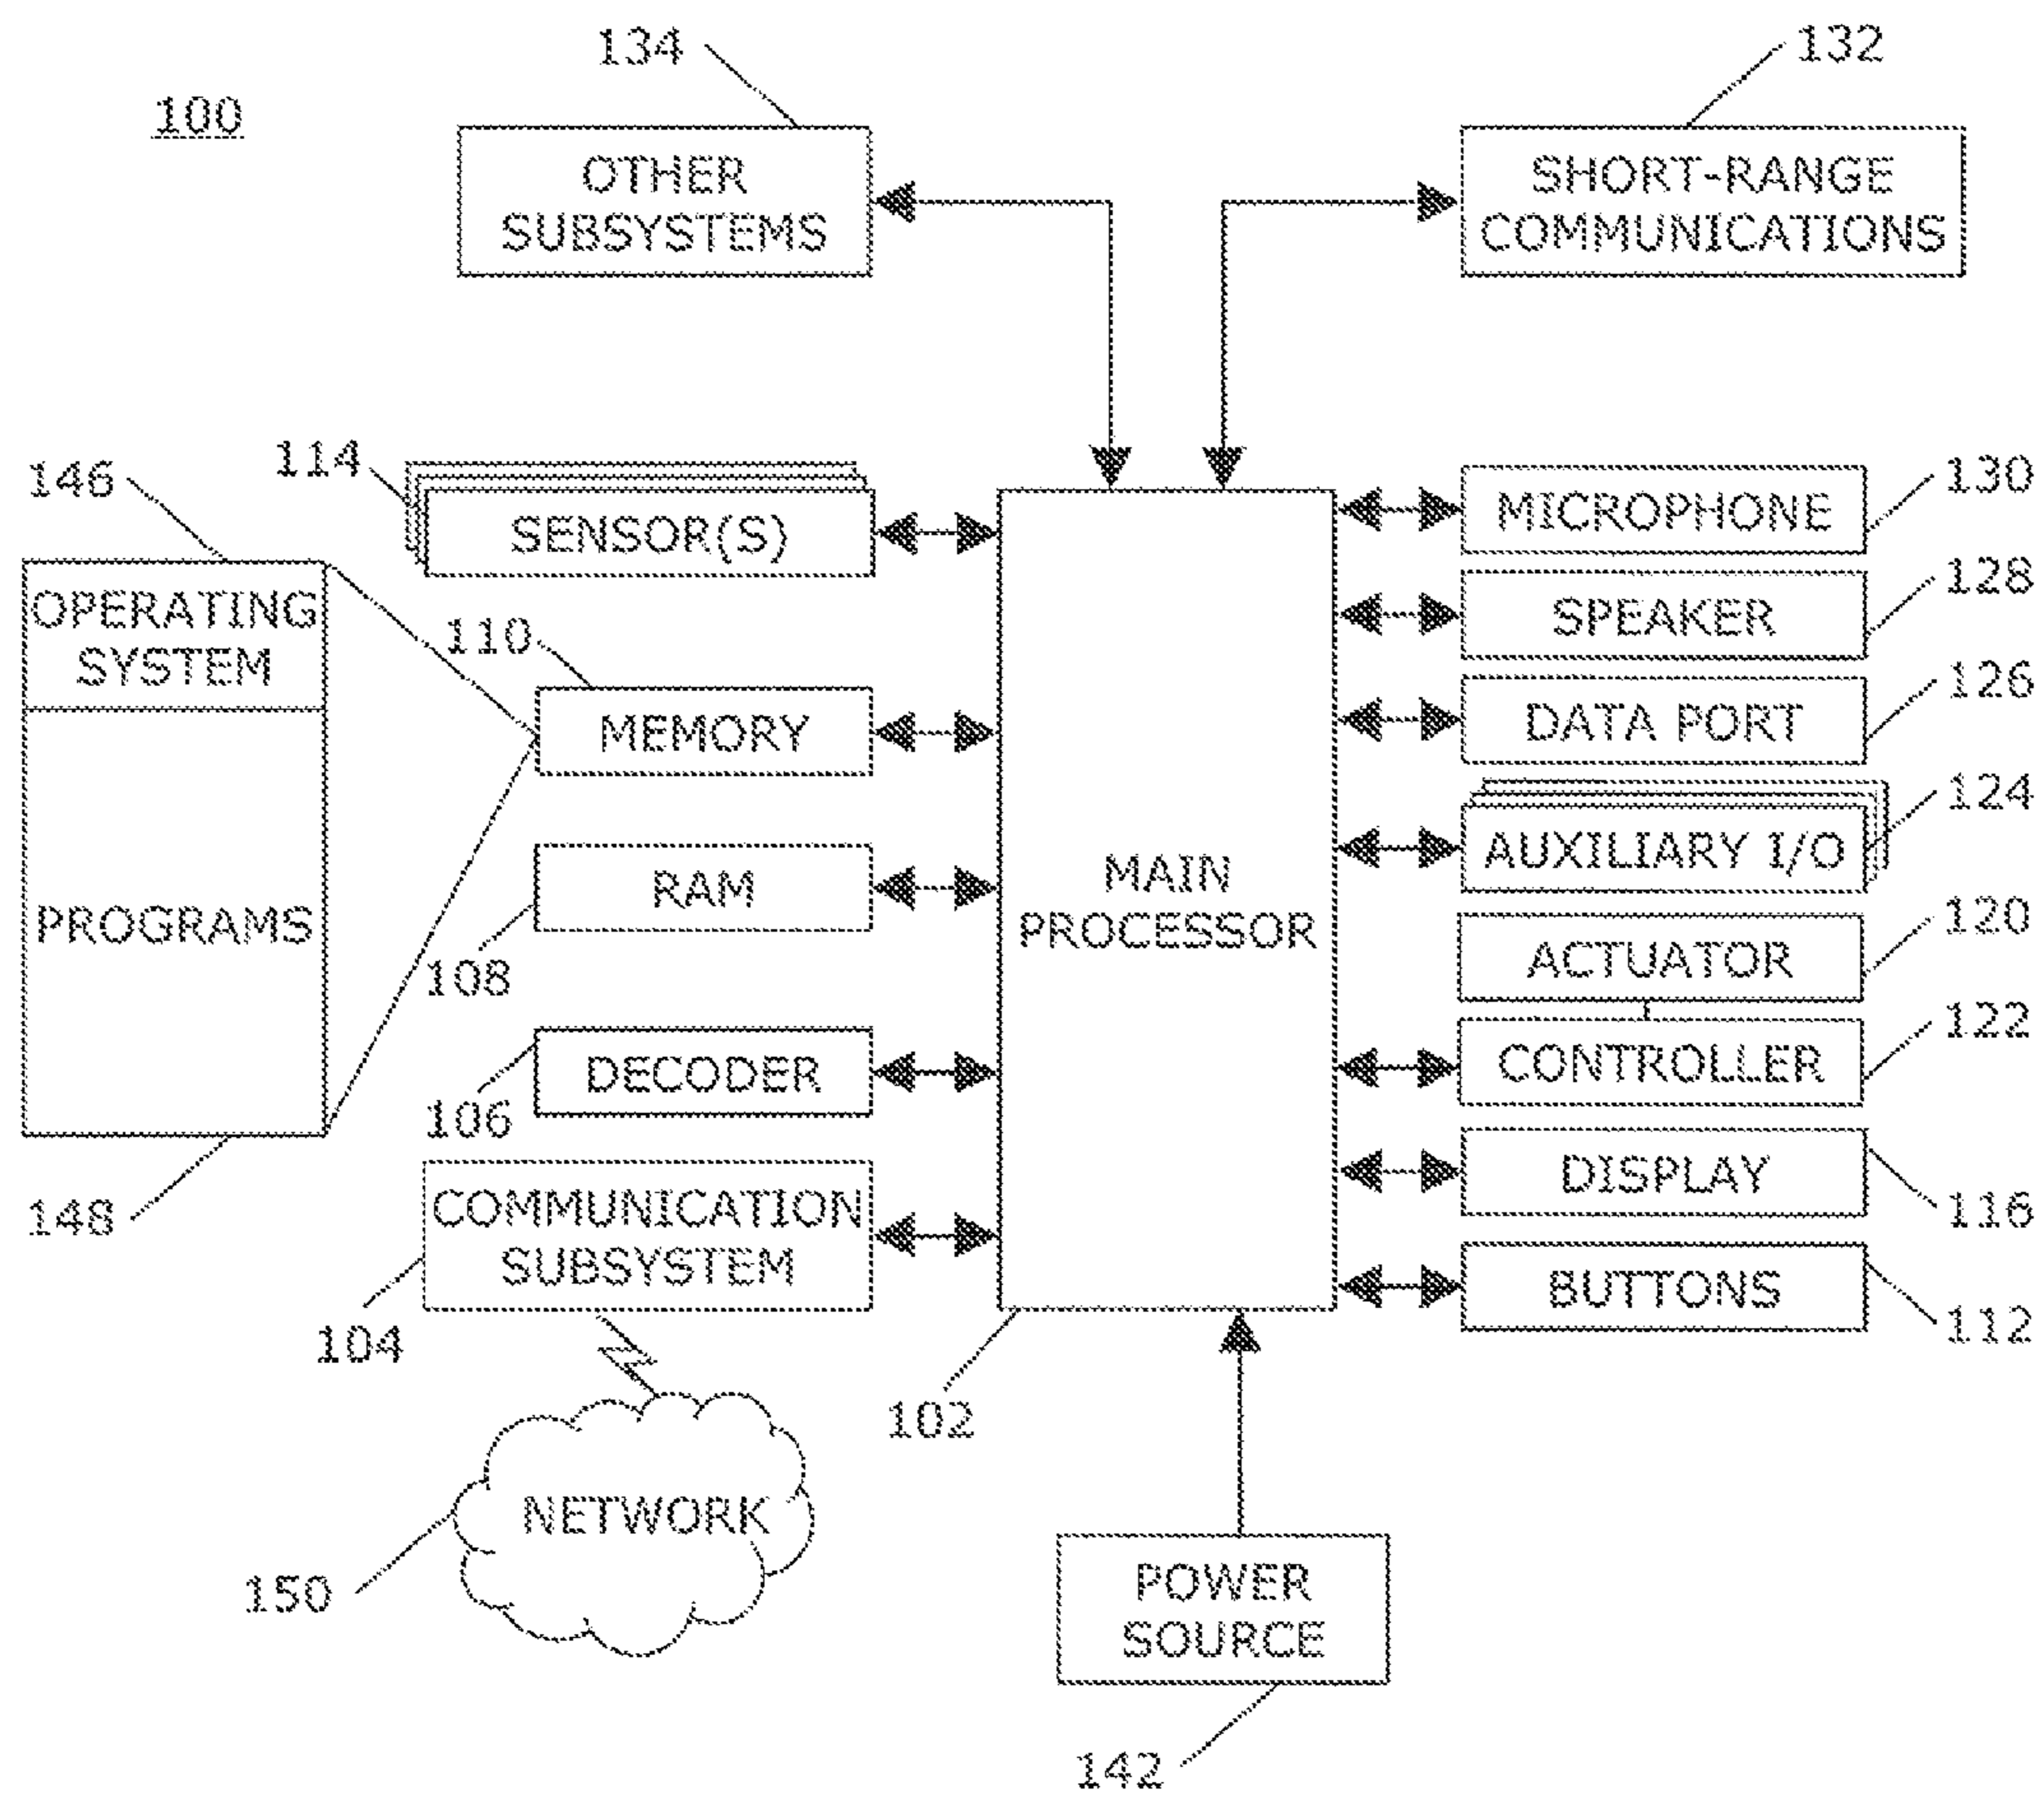 134
132
100
OTHER
SUBSYSTEMS
SHORT-RANGE
COMMUNICATIONS
114
146
SENSOR(S)
MICROPHONE
130
OPERATING
SYSTEM
110
SPEAKER
128
MEMORY
DATA PORT
126
124
AUXILIARY I/O
RAM
MAIN
PROCESSOR
PROGRAMS
108
ACTUATOR
120
DECODER
106
CONTROLLER
122
COMMUNICATION
SUBSYSTEM
DISPLAY
116
148
BUTTONS
112
104
102
NETWORK
150
POWER
SOURCE
142